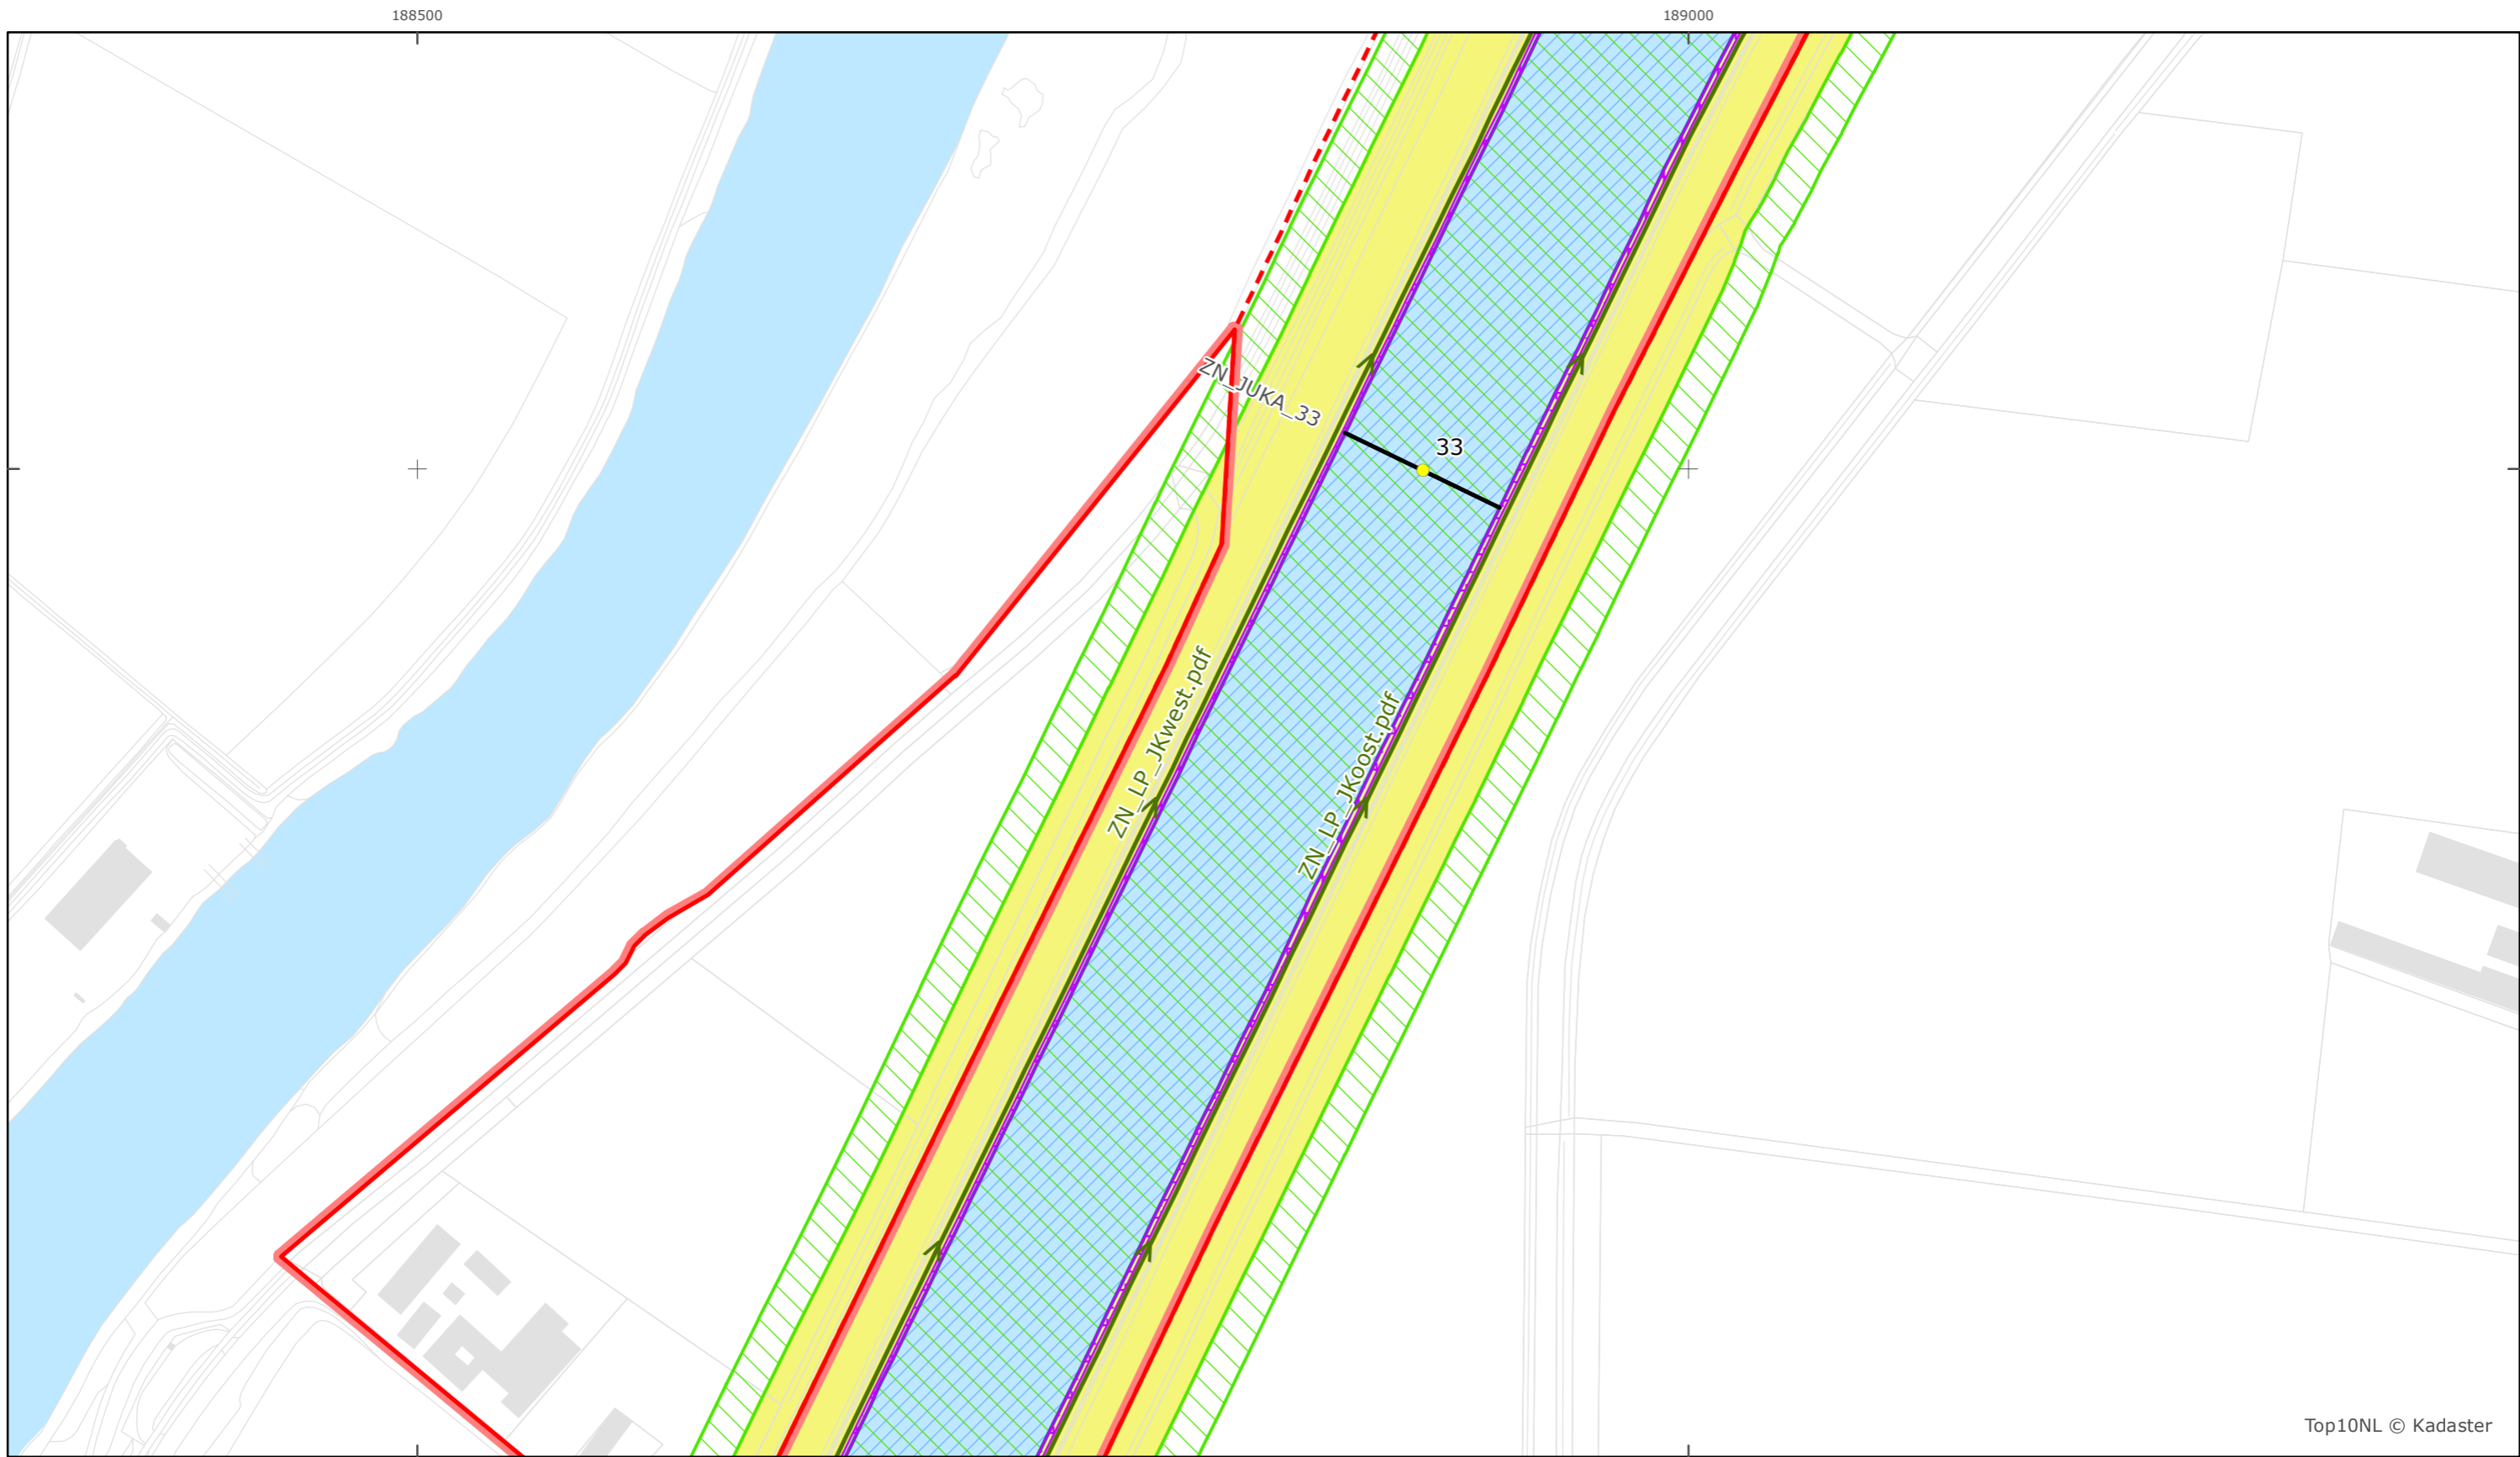 188500
189000
ZN_JUKA_33
33
ZN_LP_JKwest.pdf
ZN_LP_JKoost.pdf
Top10NL © Kadaster